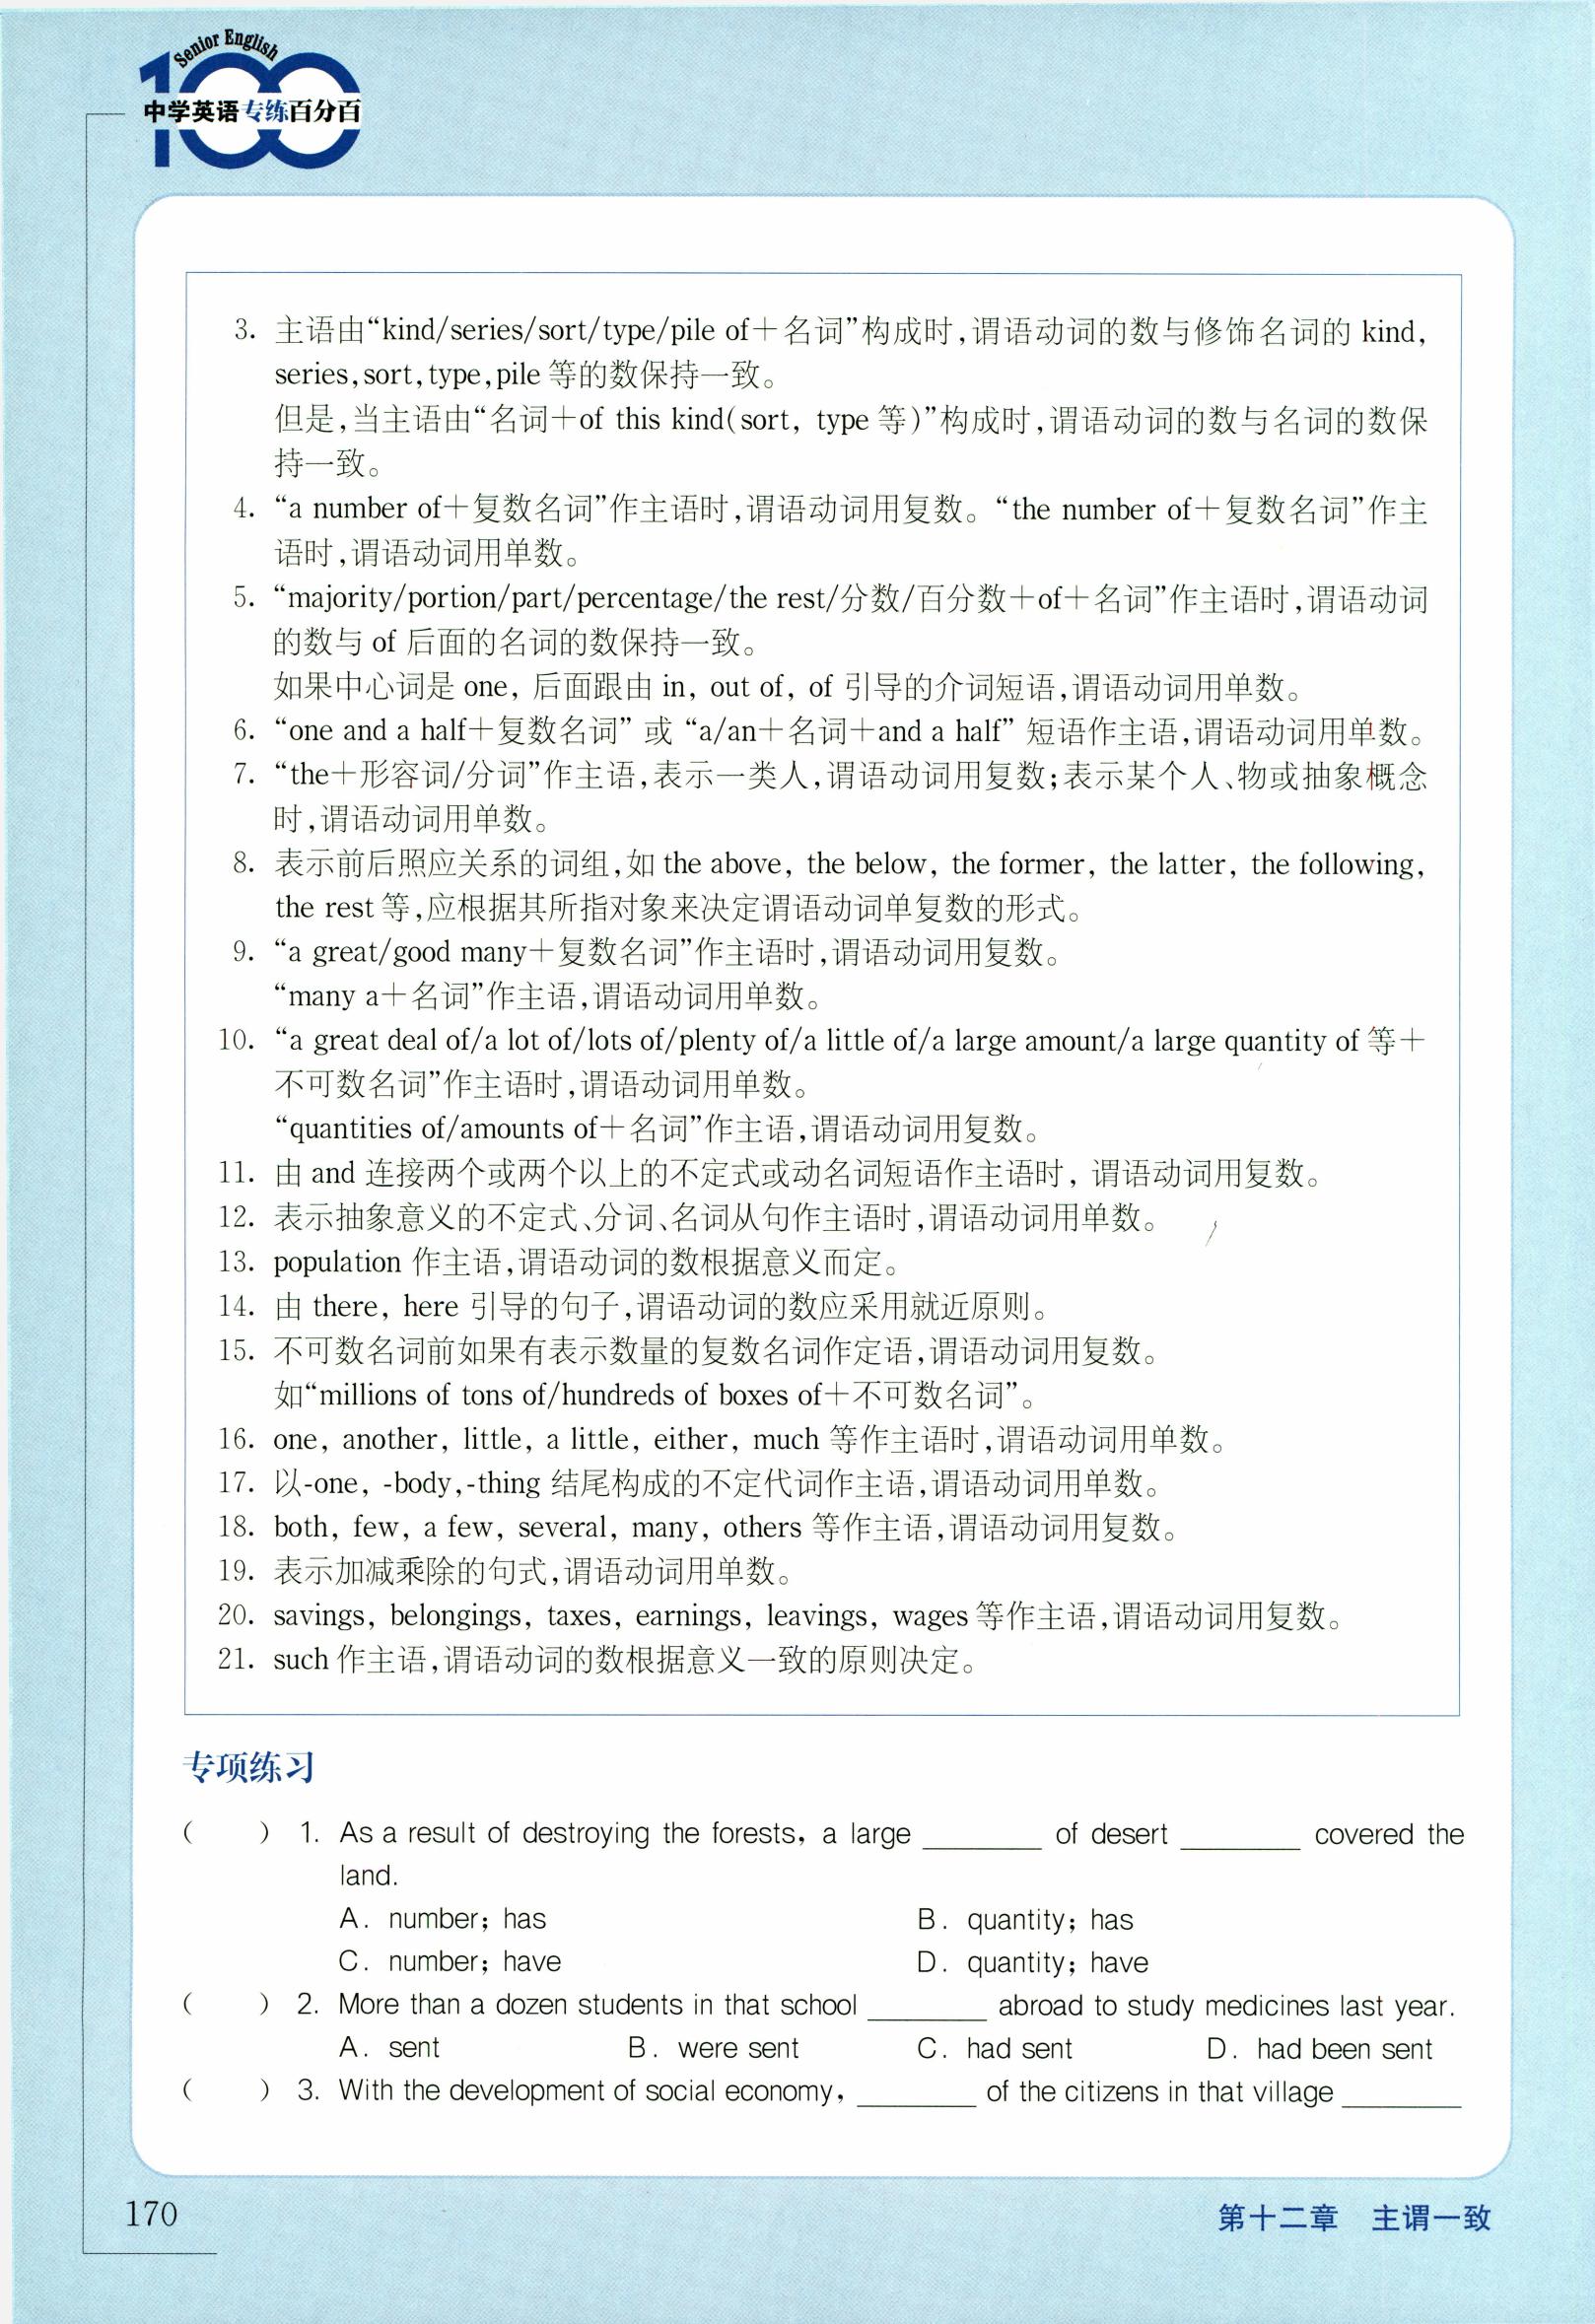 Senior English
100
中学英语专练百分百
3. 主语由“kind/series/sort/type/pile of＋名词”构成时,谓语动词的数与修饰名词的 kind,
series,sort,type,pile 等的数保持一致。
但是,当主语由“名词＋of this kind(sort, type 等)”构成时,谓语动词的数与名词的数保
持一致。
4. “a number of＋复数名词”作主语时,谓语动词用复数。“the number of＋复数名词”作主
语时,谓语动词用单数。
5. “majority/portion/part/percentage/the rest/分数/百分数＋of＋名词”作主语时,谓语动词
的数与 of 后面的名词的数保持一致。
如果中心词是 one, 后面跟由 in, out of, of 引导的介词短语,谓语动词用单数。
6. “one and a half＋复数名词” 或 “a/an＋名词＋and a half” 短语作主语,谓语动词用单数。
7. “the＋形容词/分词”作主语,表示一类人,谓语动词用复数;表示某个人、物或抽象概念
时,谓语动词用单数。
8. 表示前后照应关系的词组,如 the above, the below, the former, the latter, the following,
the rest 等,应根据其所指对象来决定谓语动词单复数的形式。
9. “a great/good many＋复数名词”作主语时,谓语动词用复数。
“many a＋名词”作主语,谓语动词用单数。
10. “a great deal of/a lot of/lots of/plenty of/a little of/a large amount/a large quantity of 等＋
不可数名词”作主语时,谓语动词用单数。
“quantities of/amounts of＋名词”作主语,谓语动词用复数。
11. 由 and 连接两个或两个以上的不定式或动名词短语作主语时, 谓语动词用复数。
12. 表示抽象意义的不定式、分词、名词从句作主语时,谓语动词用单数。
13. population 作主语,谓语动词的数根据意义而定。
14. 由 there, here 引导的句子,谓语动词的数应采用就近原则。
15. 不可数名词前如果有表示数量的复数名词作定语,谓语动词用复数。
如“millions of tons of/hundreds of boxes of＋不可数名词”。
16. one, another, little, a little, either, much 等作主语时,谓语动词用单数。
17. 以-one, -body,-thing 结尾构成的不定代词作主语,谓语动词用单数。
18. both, few, a few, several, many, others 等作主语,谓语动词用复数。
19. 表示加减乘除的句式,谓语动词用单数。
20. savings, belongings, taxes, earnings, leavings, wages 等作主语,谓语动词用复数。
21. such 作主语,谓语动词的数根据意义一致的原则决定。
专项练习
( ) 1. As a result of destroying the forests, a large ________ of desert ________ covered the
land.
A. number; has B. quantity; has
C. number; have D. quantity; have
( ) 2. More than a dozen students in that school ________ abroad to study medicines last year.
A. sent B. were sent C. had sent D. had been sent
( ) 3. With the development of social economy, ________ of the citizens in that village ________
170
第十二章 主谓一致